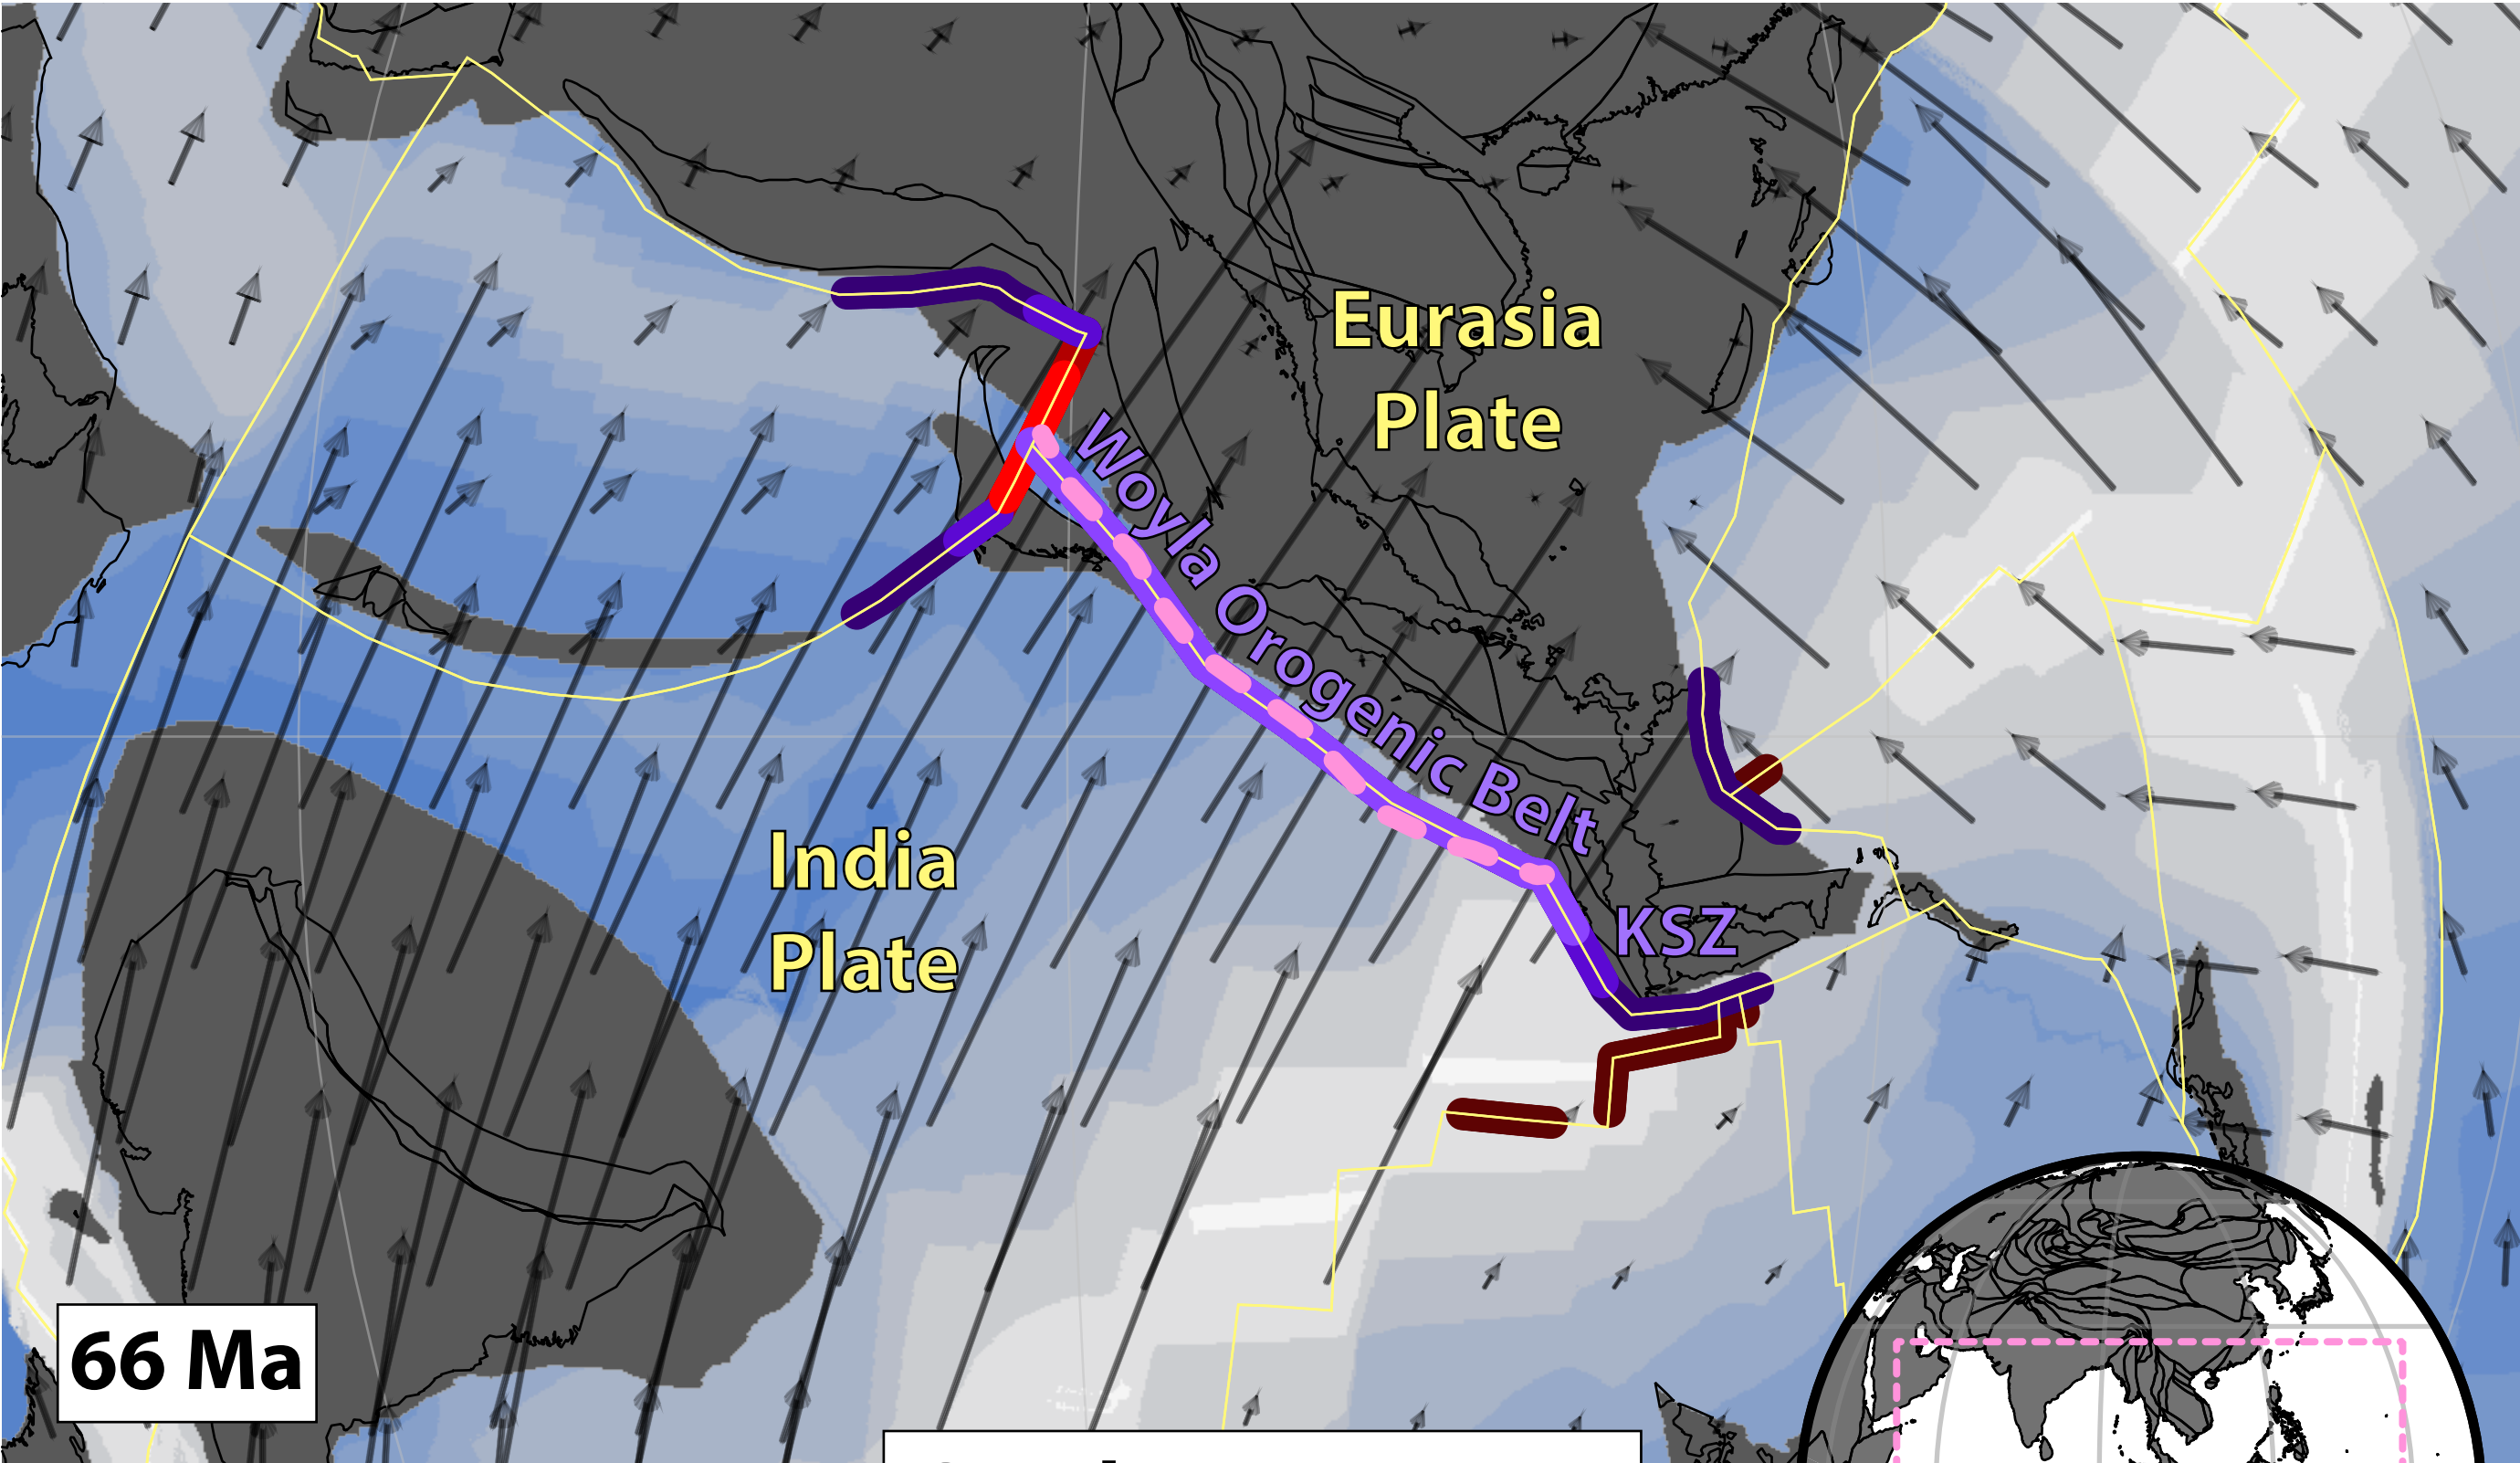 Eurasia
Plate
Woyla Orogenic Belt
India
Plate
KSZ
66 Ma